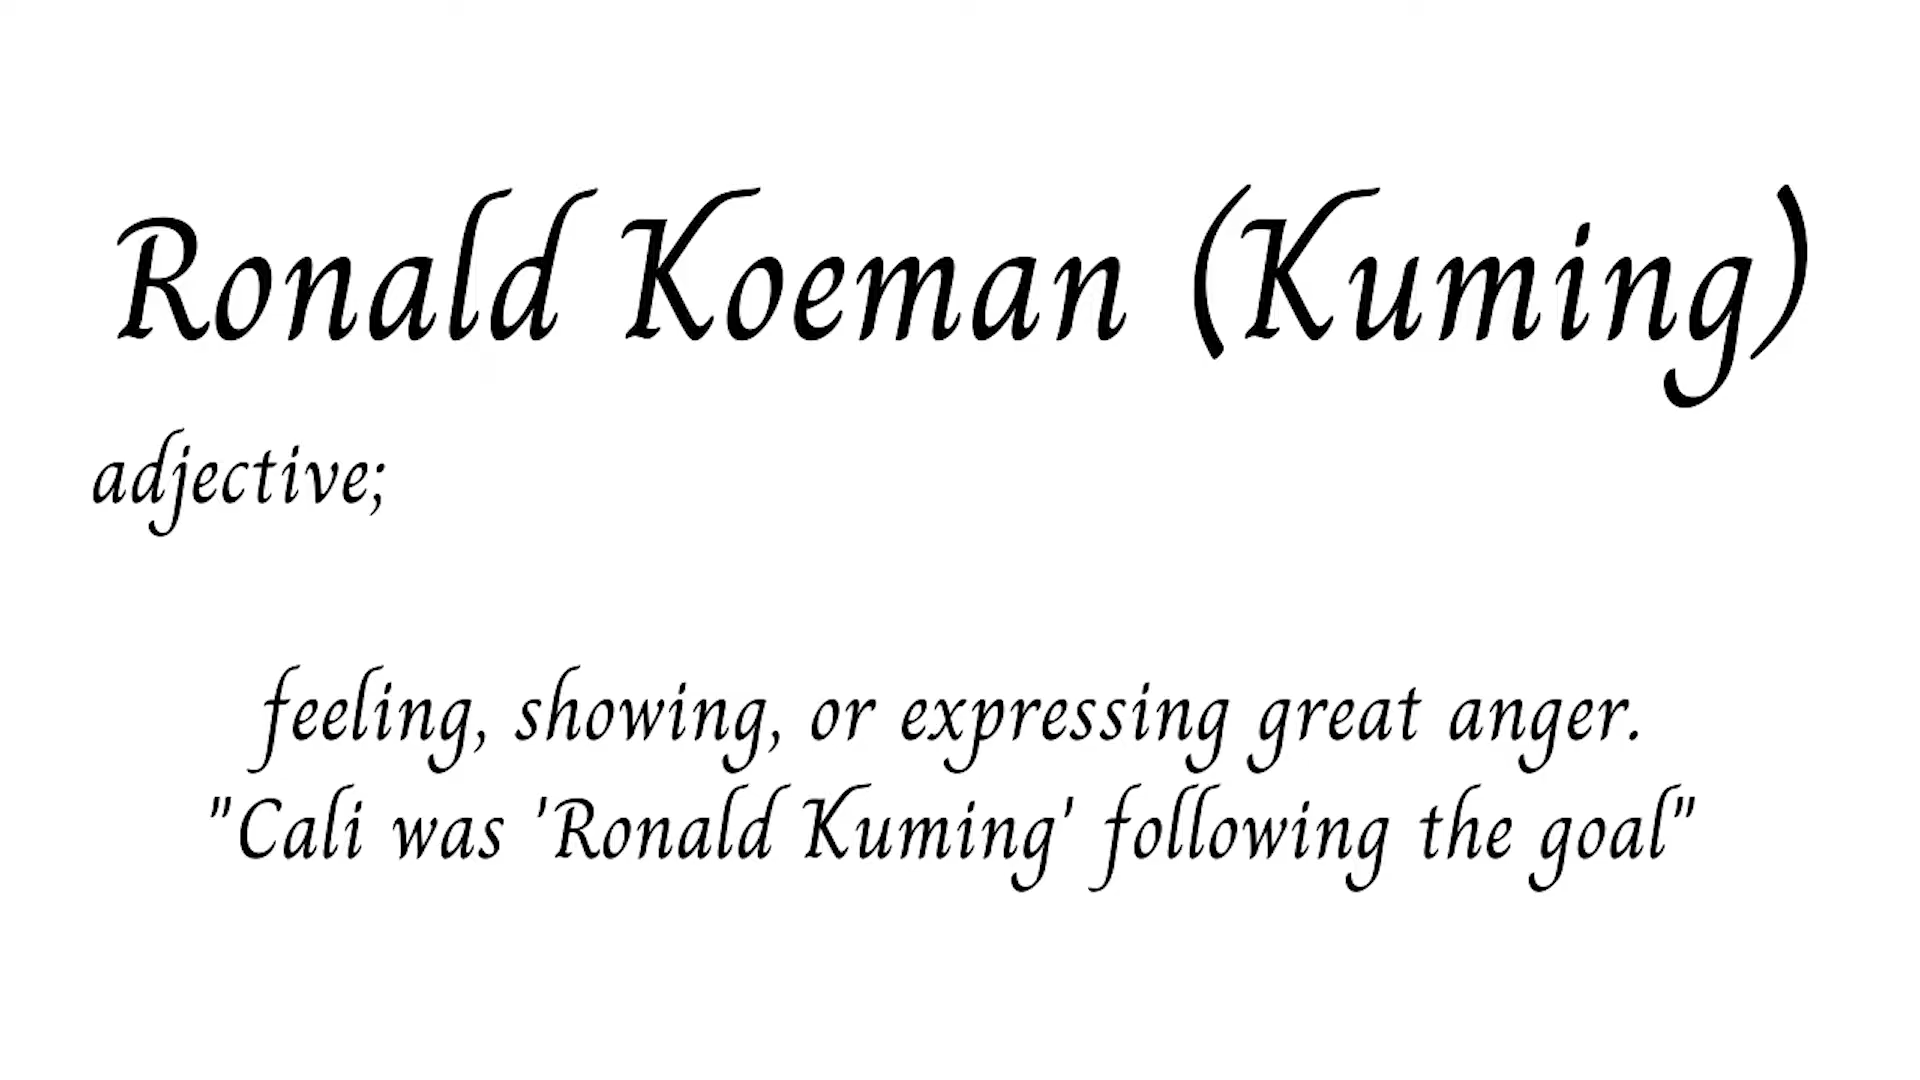 Ronald Koeman (Kuming)
adjective;
feeling, showing, or expressing great anger.
"Cali was 'Ronald Kuming' following the goal"